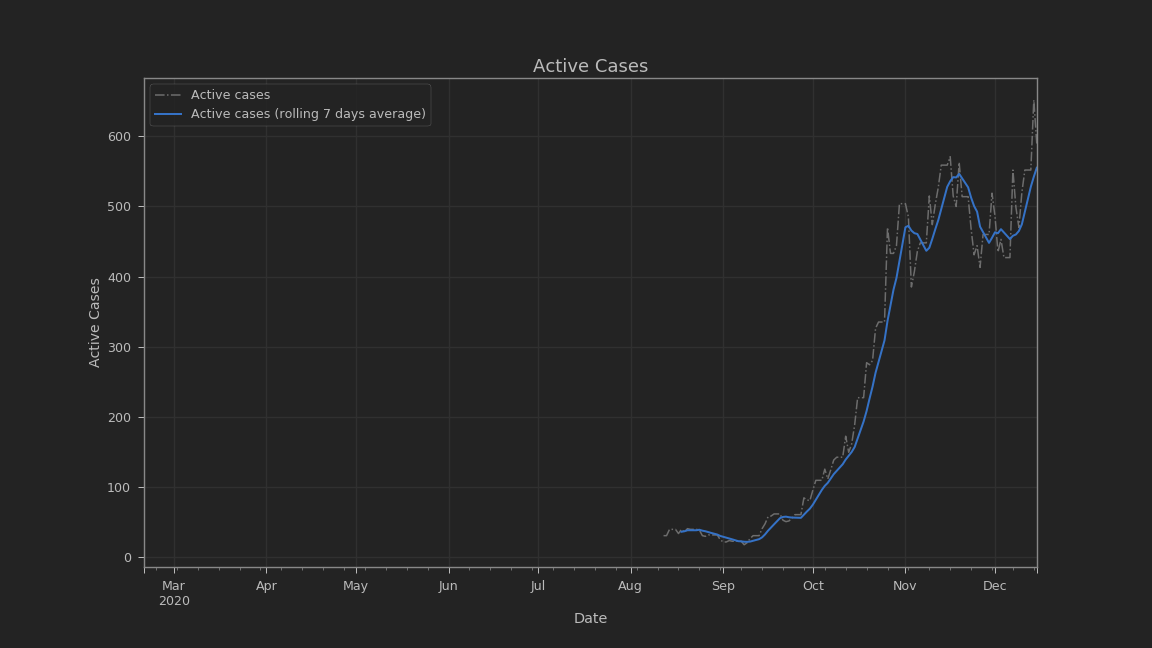 Active Cases
Active cases
Active cases (rolling 7 days average)
600
500
400
300
200
100
0
Active Cases
Mar Apr May Jun Jul Aug Sep Oct Nov Dec
2020
Date